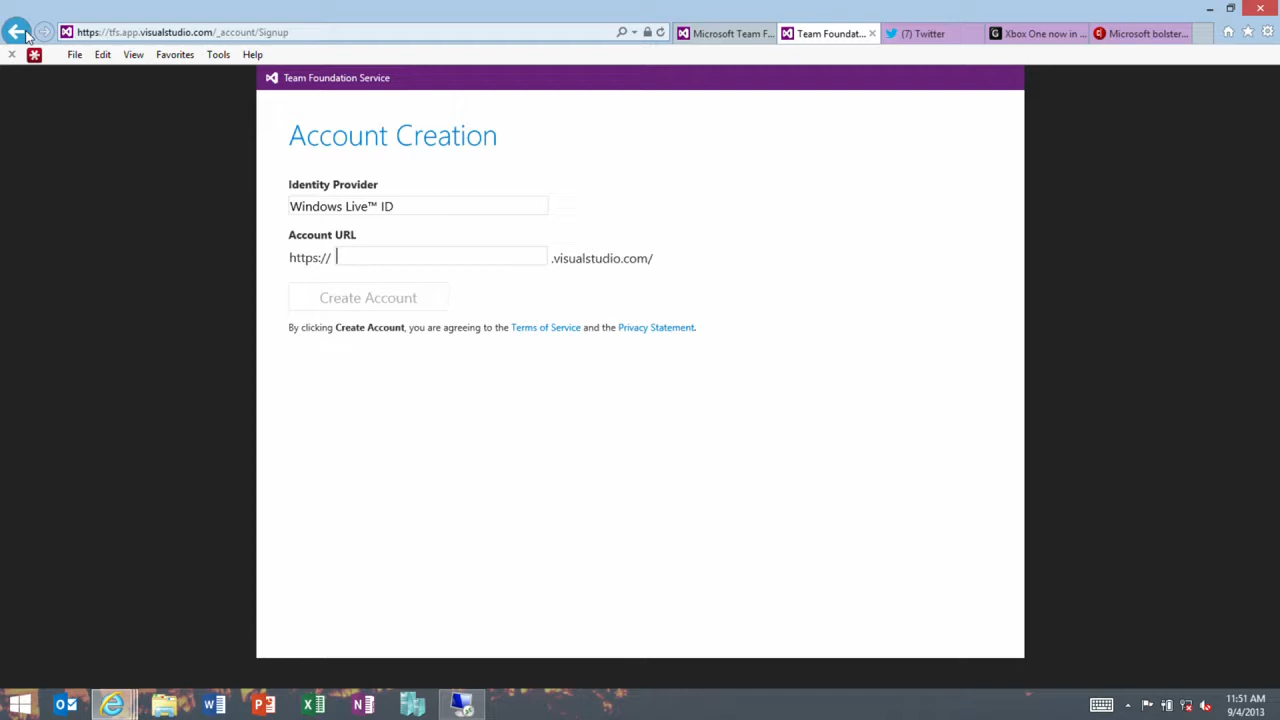 https://tfs.app.visualstudio.com/_account/Signup
Microsoft Team F...
Team Foundat...
(7) Twitter
Xbox One now in ...
Microsoft bolster...
File Edit View Favorites Tools Help
Team Foundation Service
Account Creation
Identity Provider
Windows Live™ ID
Account URL
https://
.visualstudio.com/
Create Account
By clicking Create Account, you are agreeing to the Terms of Service and the Privacy Statement.
11:51 AM
9/4/2013